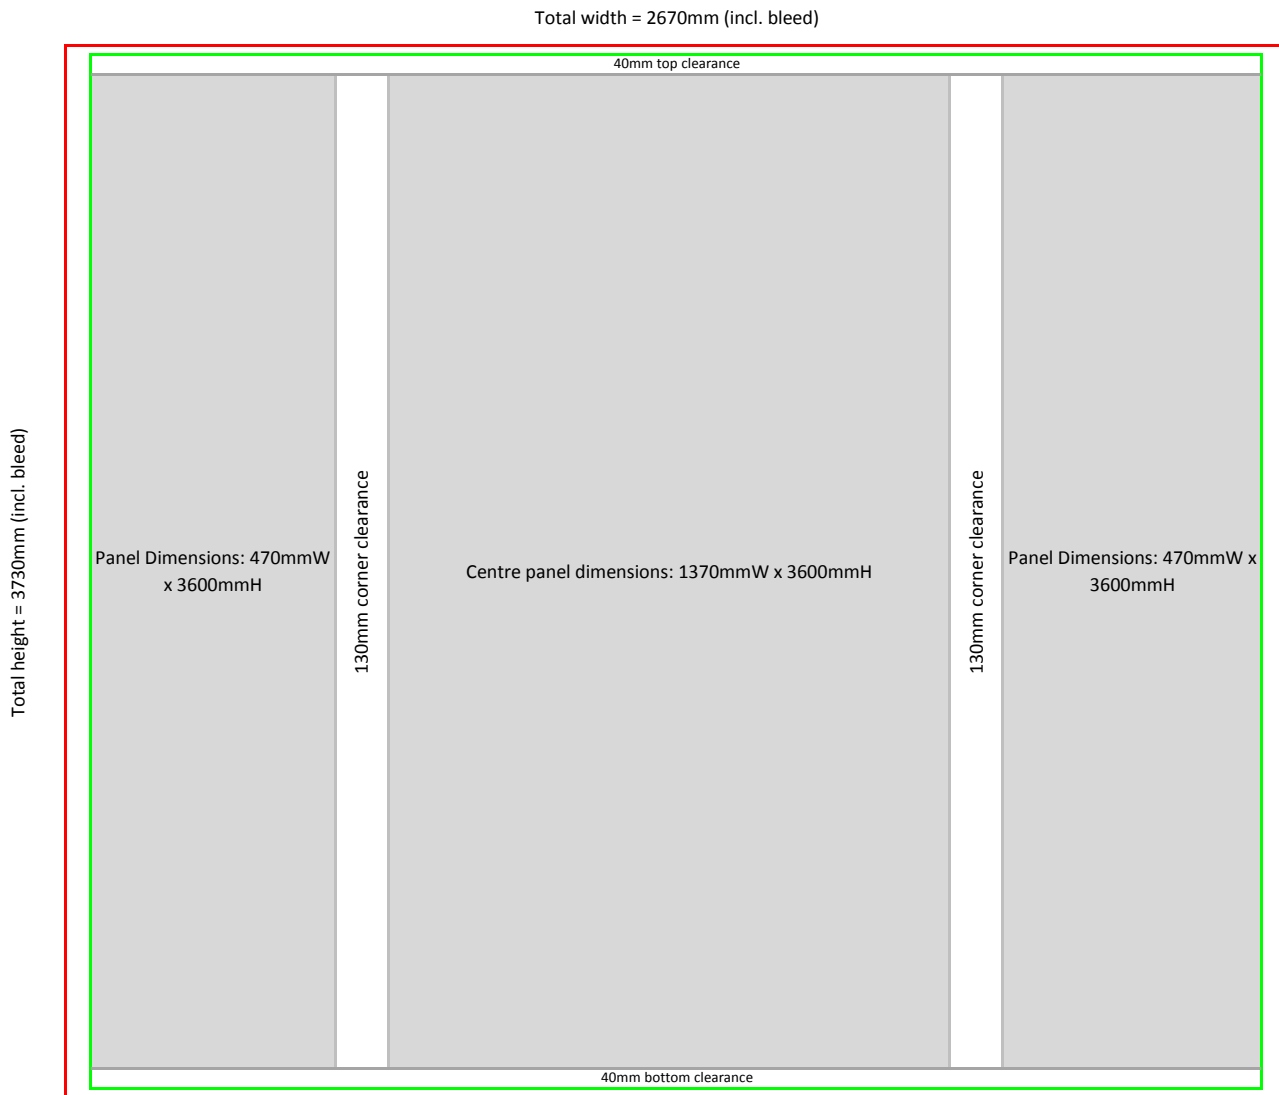 Total width = 2670mm (incl. bleed)
40mm top clearance
Total height = 3730mm (incl. bleed)
Panel Dimensions: 470mmW
x 3600mmH
130mm corner clearance
Centre panel dimensions: 1370mmW x 3600mmH
130mm corner clearance
Panel Dimensions: 470mmW x
3600mmH
40mm bottom clearance